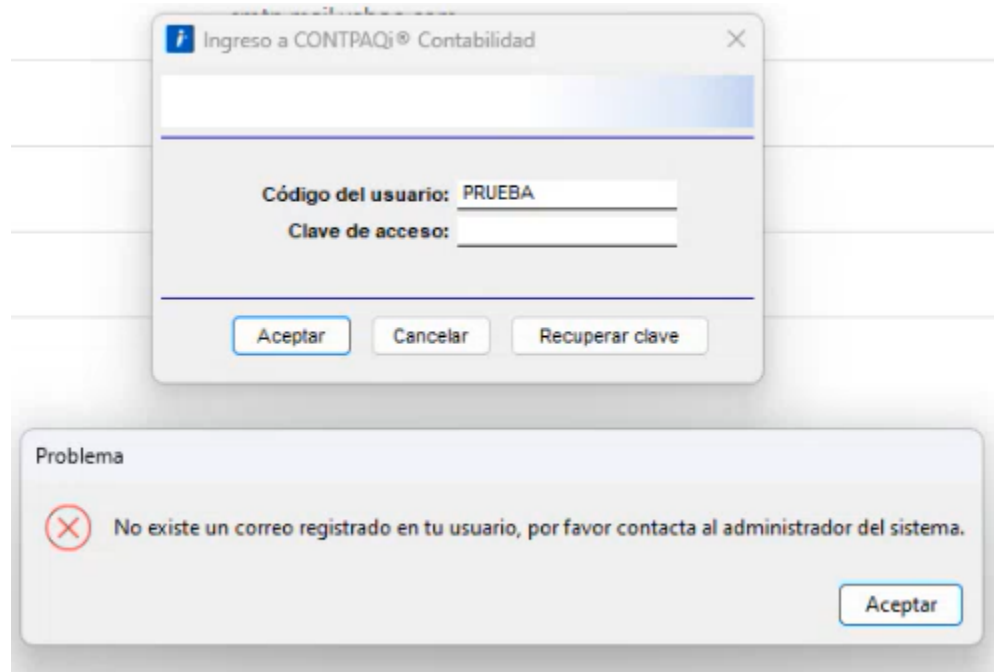 Ingreso a CONTPAQi® Contabilidad
Código del usuario: PRUEBA
Clave de acceso:
Aceptar Cancelar Recuperar clave
Problema
No existe un correo registrado en tu usuario, por favor contacta al administrador del sistema.
Aceptar